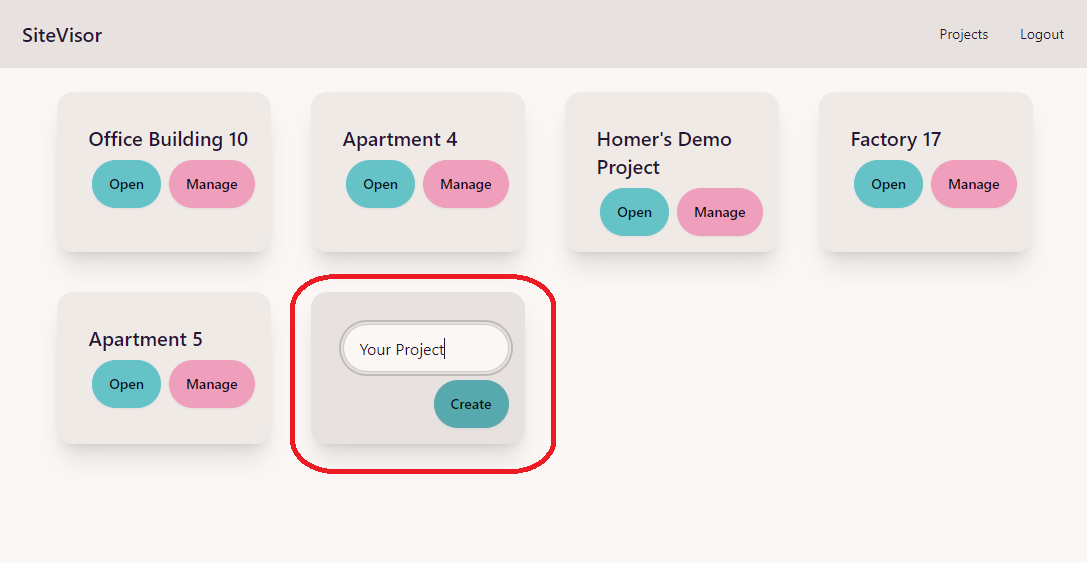 SiteVisor
Projects
Logout
Office Building 10
Open
Manage
Apartment 4
Open
Manage
Homer's Demo
Project
Open
Manage
Factory 17
Open
Manage
Apartment 5
Open
Manage
Your Project
Create